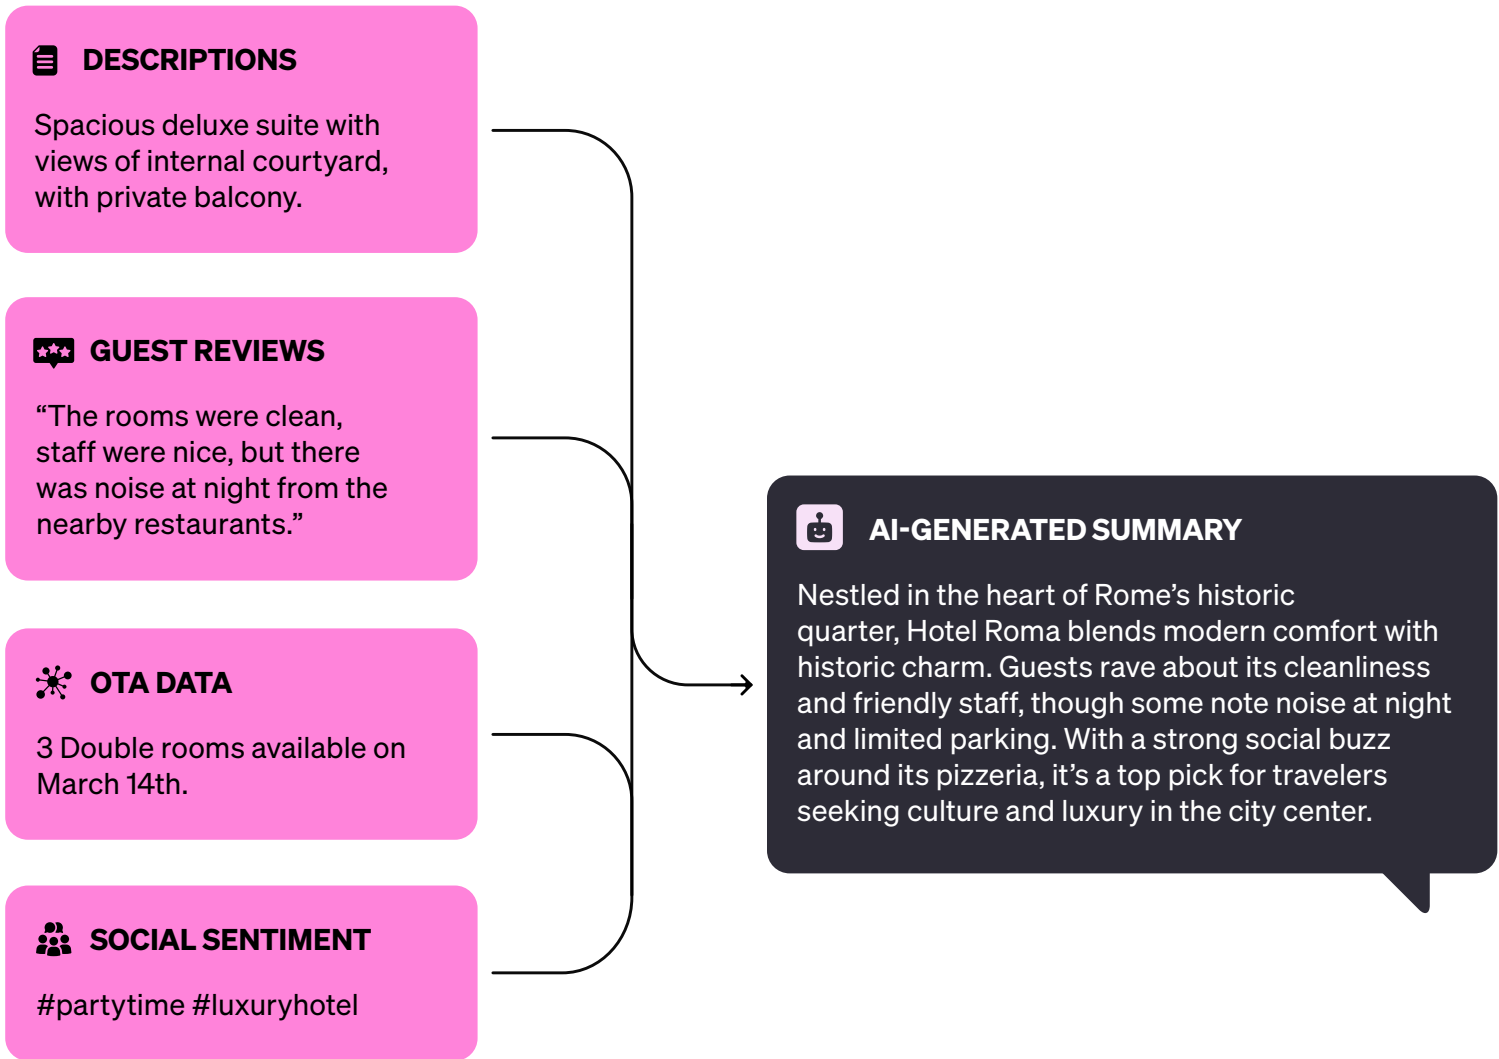 DESCRIPTIONS
Spacious deluxe suite with
views of internal courtyard,
with private balcony.
GUEST REVIEWS
“The rooms were clean,
staff were nice, but there
was noise at night from the
nearby restaurants.”
OTA DATA
3 Double rooms available on
March 14th.
SOCIAL SENTIMENT
#partytime #luxuryhotel
AI-GENERATED SUMMARY
Nestled in the heart of Rome’s historic
quarter, Hotel Roma blends modern comfort with
historic charm. Guests rave about its cleanliness
and friendly staff, though some note noise at night
and limited parking. With a strong social buzz
around its pizzeria, it’s a top pick for travelers
seeking culture and luxury in the city center.